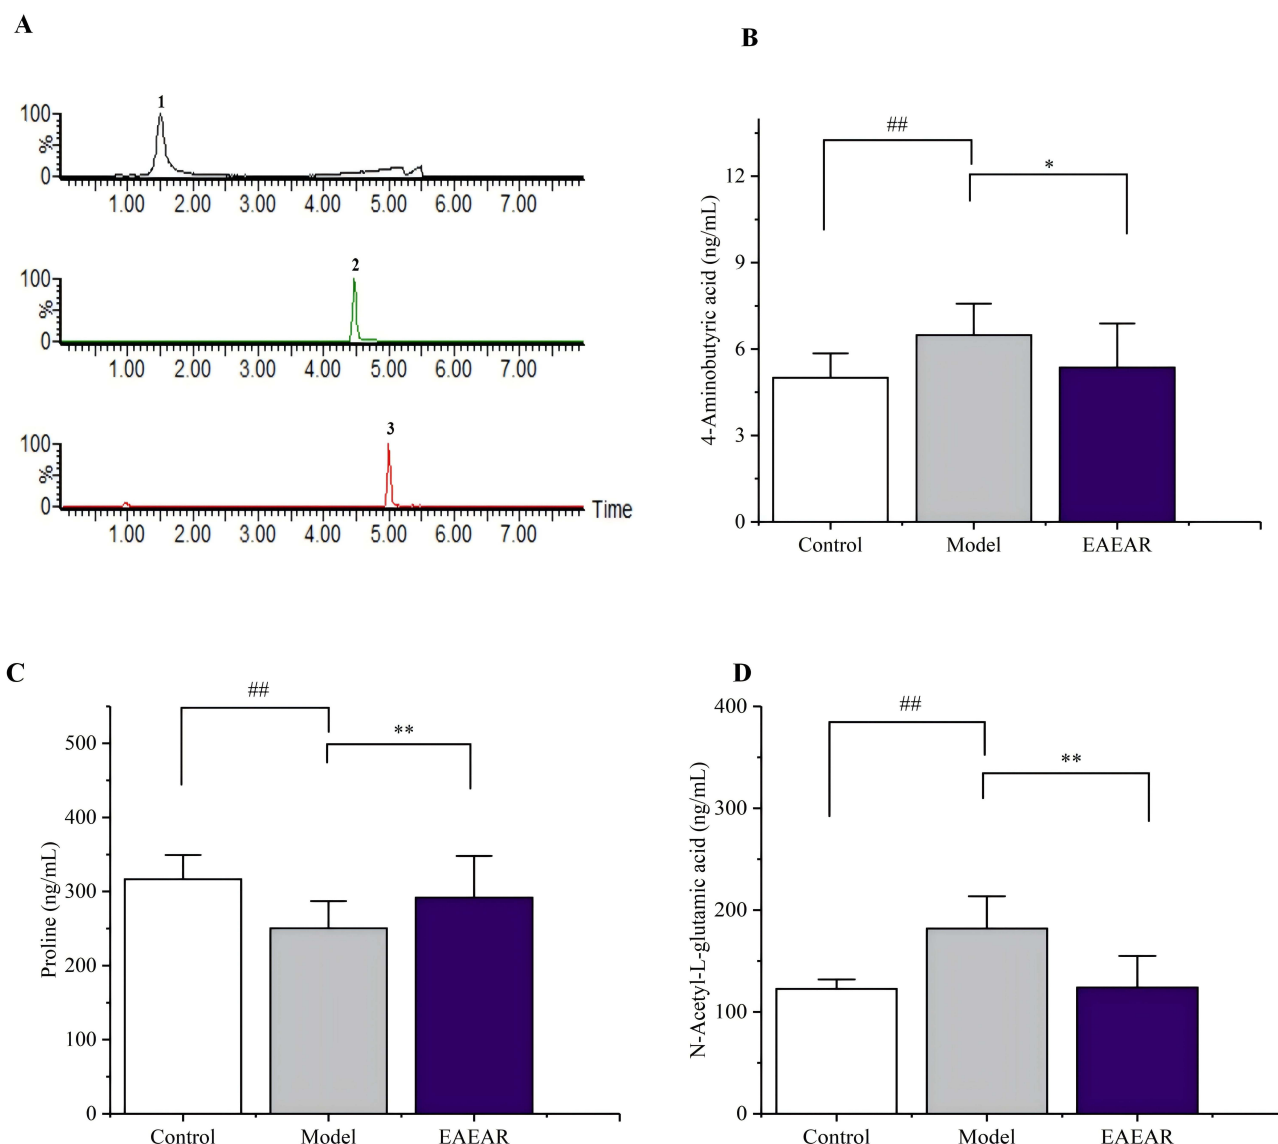 A
1
100
%
0
1.00 2.00 3.00 4.00 5.00 6.00 7.00
2
100
%
0
1.00 2.00 3.00 4.00 5.00 6.00 7.00
3
100
%
0
Time
1.00 2.00 3.00 4.00 5.00 6.00 7.00
B
##
*
12
9
6
3
0
4-Aminobutyric acid (ng/mL)
Control Model EAEAR
C
##
**
500
400
300
200
100
0
Proline (ng/mL)
Control Model EAEAR
D
##
**
400
300
200
100
0
N-Acetyl-L-glutamic acid (ng/mL)
Control Model EAEAR